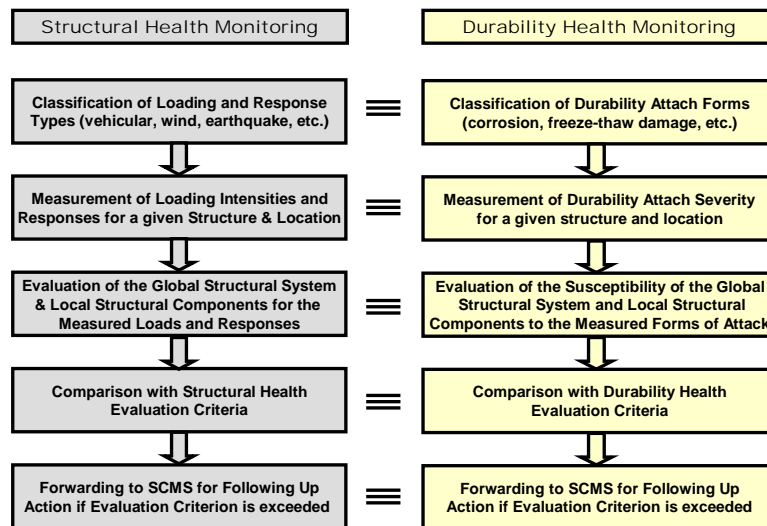 Structural Health Monitoring
Durability Health Monitoring
Classification of Loading and Response
Types (vehicular, wind, earthquake, etc.)
Classification of Durability Attach Forms
(corrosion, freeze-thaw damage, etc.)
Measurement of Loading Intensities and
Responses for a given Structure & Location
Measurement of Durability Attach Severity
for a given structure and location
Evaluation of the Global Structural System
& Local Structural Components for the
Measured Loads and Responses
Evaluation of the Susceptibility of the Global
Structural System and Local Structural
Components to the Measured Forms of Attack
Comparison with Structural Health
Evaluation Criteria
Comparison with Durability Health
Evaluation Criteria
Forwarding to SCMS for Following Up
Action if Evaluation Criterion is exceeded
Forwarding to SCMS for Following Up
Action if Evaluation Criterion is exceeded